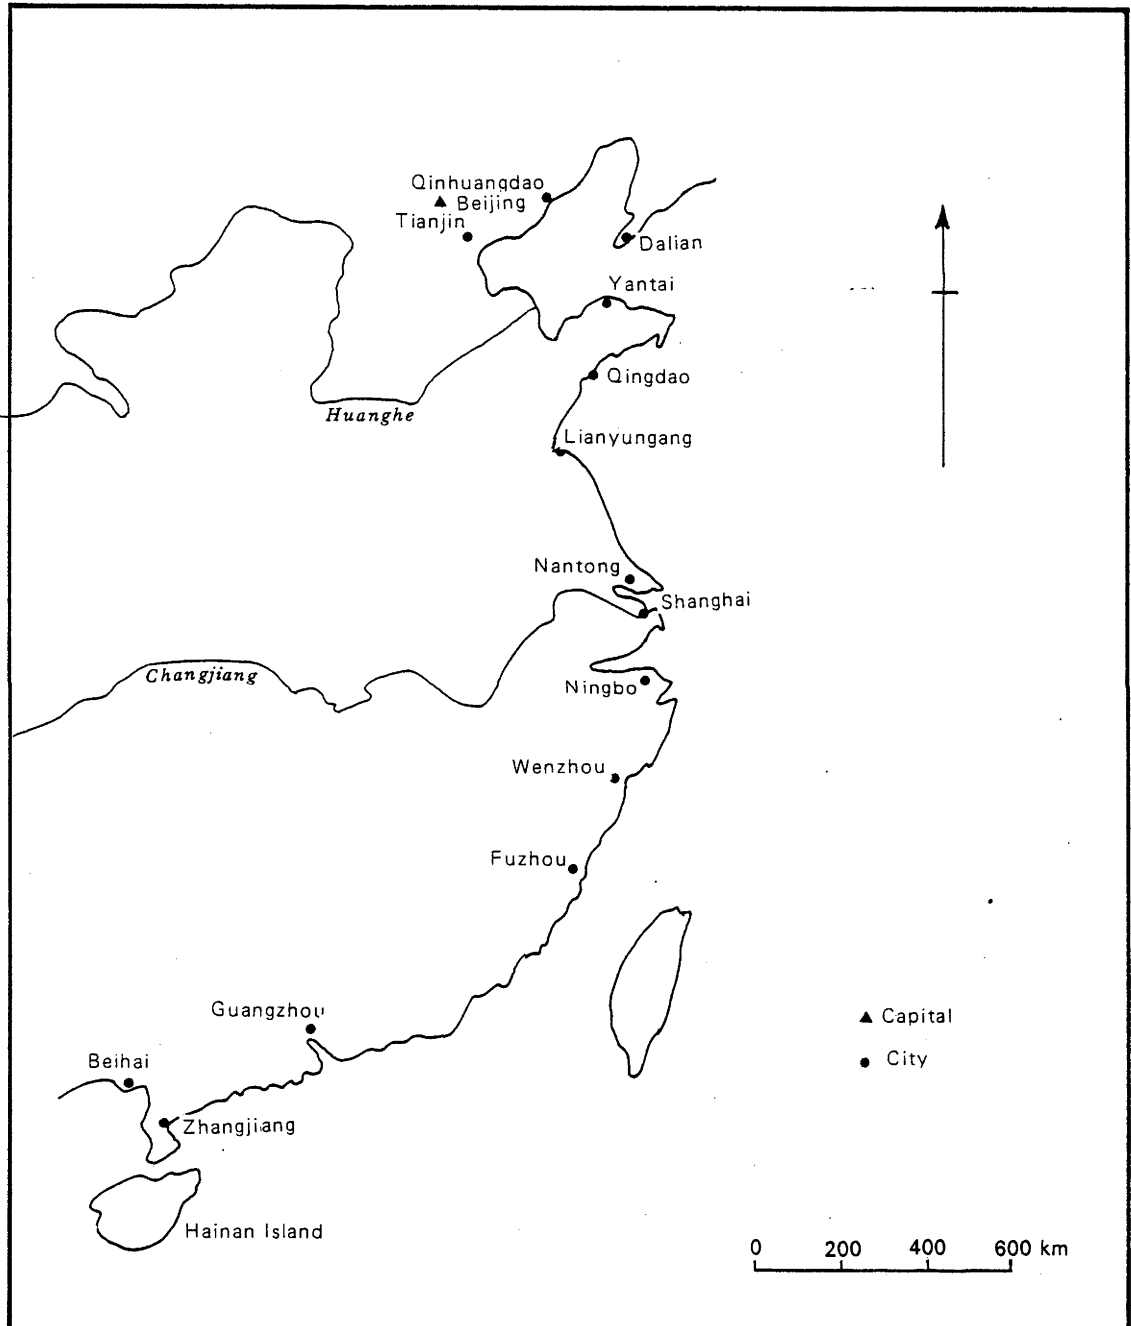 Qinhuangdao
Beijing
Tianjin
Dalian
Yantai
Qingdao
Huanghe
Lianyungang
Nantong
Shanghai
Changjiang
Ningbo
Wenzhou
Fuzhou
Guangzhou
Capital
Beihai
City
Zhangjiang
Hainan Island
0 200 400 600 km